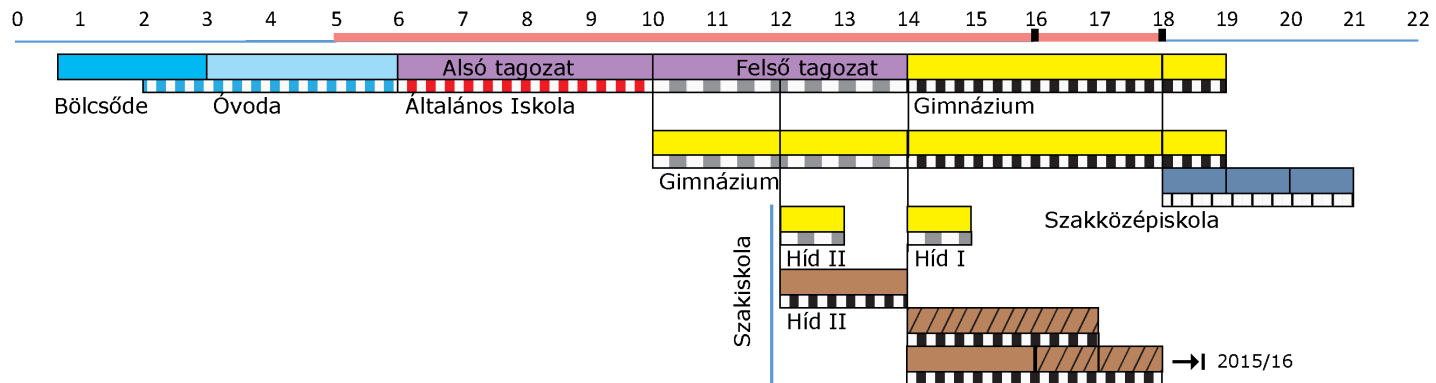 0 1 2 3 4 5 6 7 8 9 10 11 12 13 14 15 16 17 18 19 20 21 22
Alsó tagozat Felső tagozat
Bölcsőde Óvoda Általános Iskola Gimnázium
Gimnázium
Szakközépiskola
Szakiskola
Híd II Híd I
Híd II
2015/16